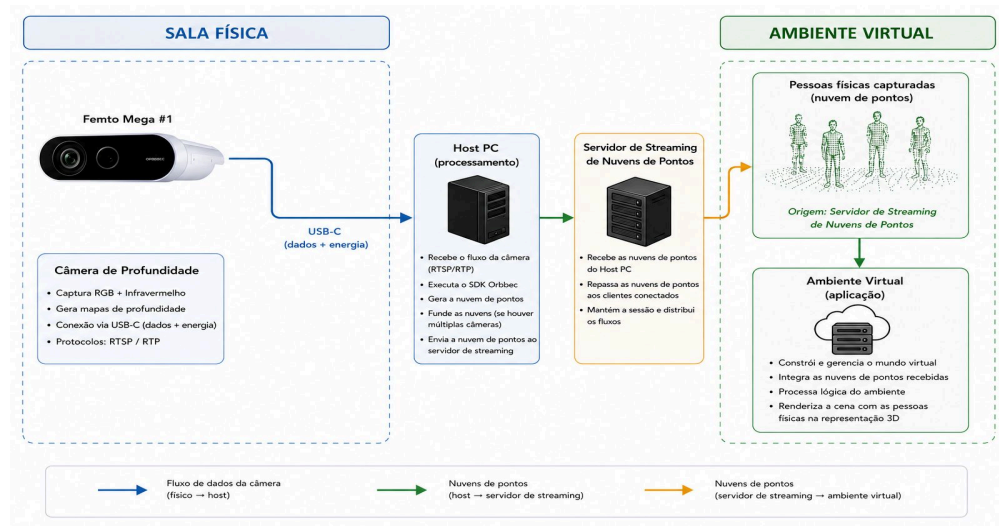 SALA FÍSICA
AMBIENTE VIRTUAL
Femto Mega #1
ORBBEC
USB-C
(dados + energia)
Câmera de Profundidade
• Captura RGB + Infravermelho
• Gera mapas de profundidade
• Conexão via USB-C (dados + energia)
• Protocolos: RTSP / RTP
Host PC
(processamento)
• Recebe o fluxo da câmera
(RTSP/RTP)
• Executa o SDK Orbbec
• Gera a nuvem de pontos
• Funde as nuvens (se houver
múltiplas câmeras)
• Envia a nuvem de pontos ao
servidor de streaming
Servidor de Streaming
de Nuvens de Pontos
• Recebe as nuvens de pontos
do Host PC
• Repassa as nuvens de pontos
aos clientes conectados
• Mantém a sessão e distribui
os fluxos
Pessoas físicas capturadas
(nuvem de pontos)
Origem: Servidor de Streaming
de Nuvens de Pontos
Ambiente Virtual
(aplicação)
• Constrói e gerencia o mundo virtual
• Integra as nuvens de pontos recebidas
• Processa lógica do ambiente
• Renderiza a cena com as pessoas
físicas na representação 3D
Fluxo de dados da câmera
(físico → host)
Nuvens de pontos
(host → servidor de streaming)
Nuvens de pontos
(servidor de streaming → ambiente virtual)